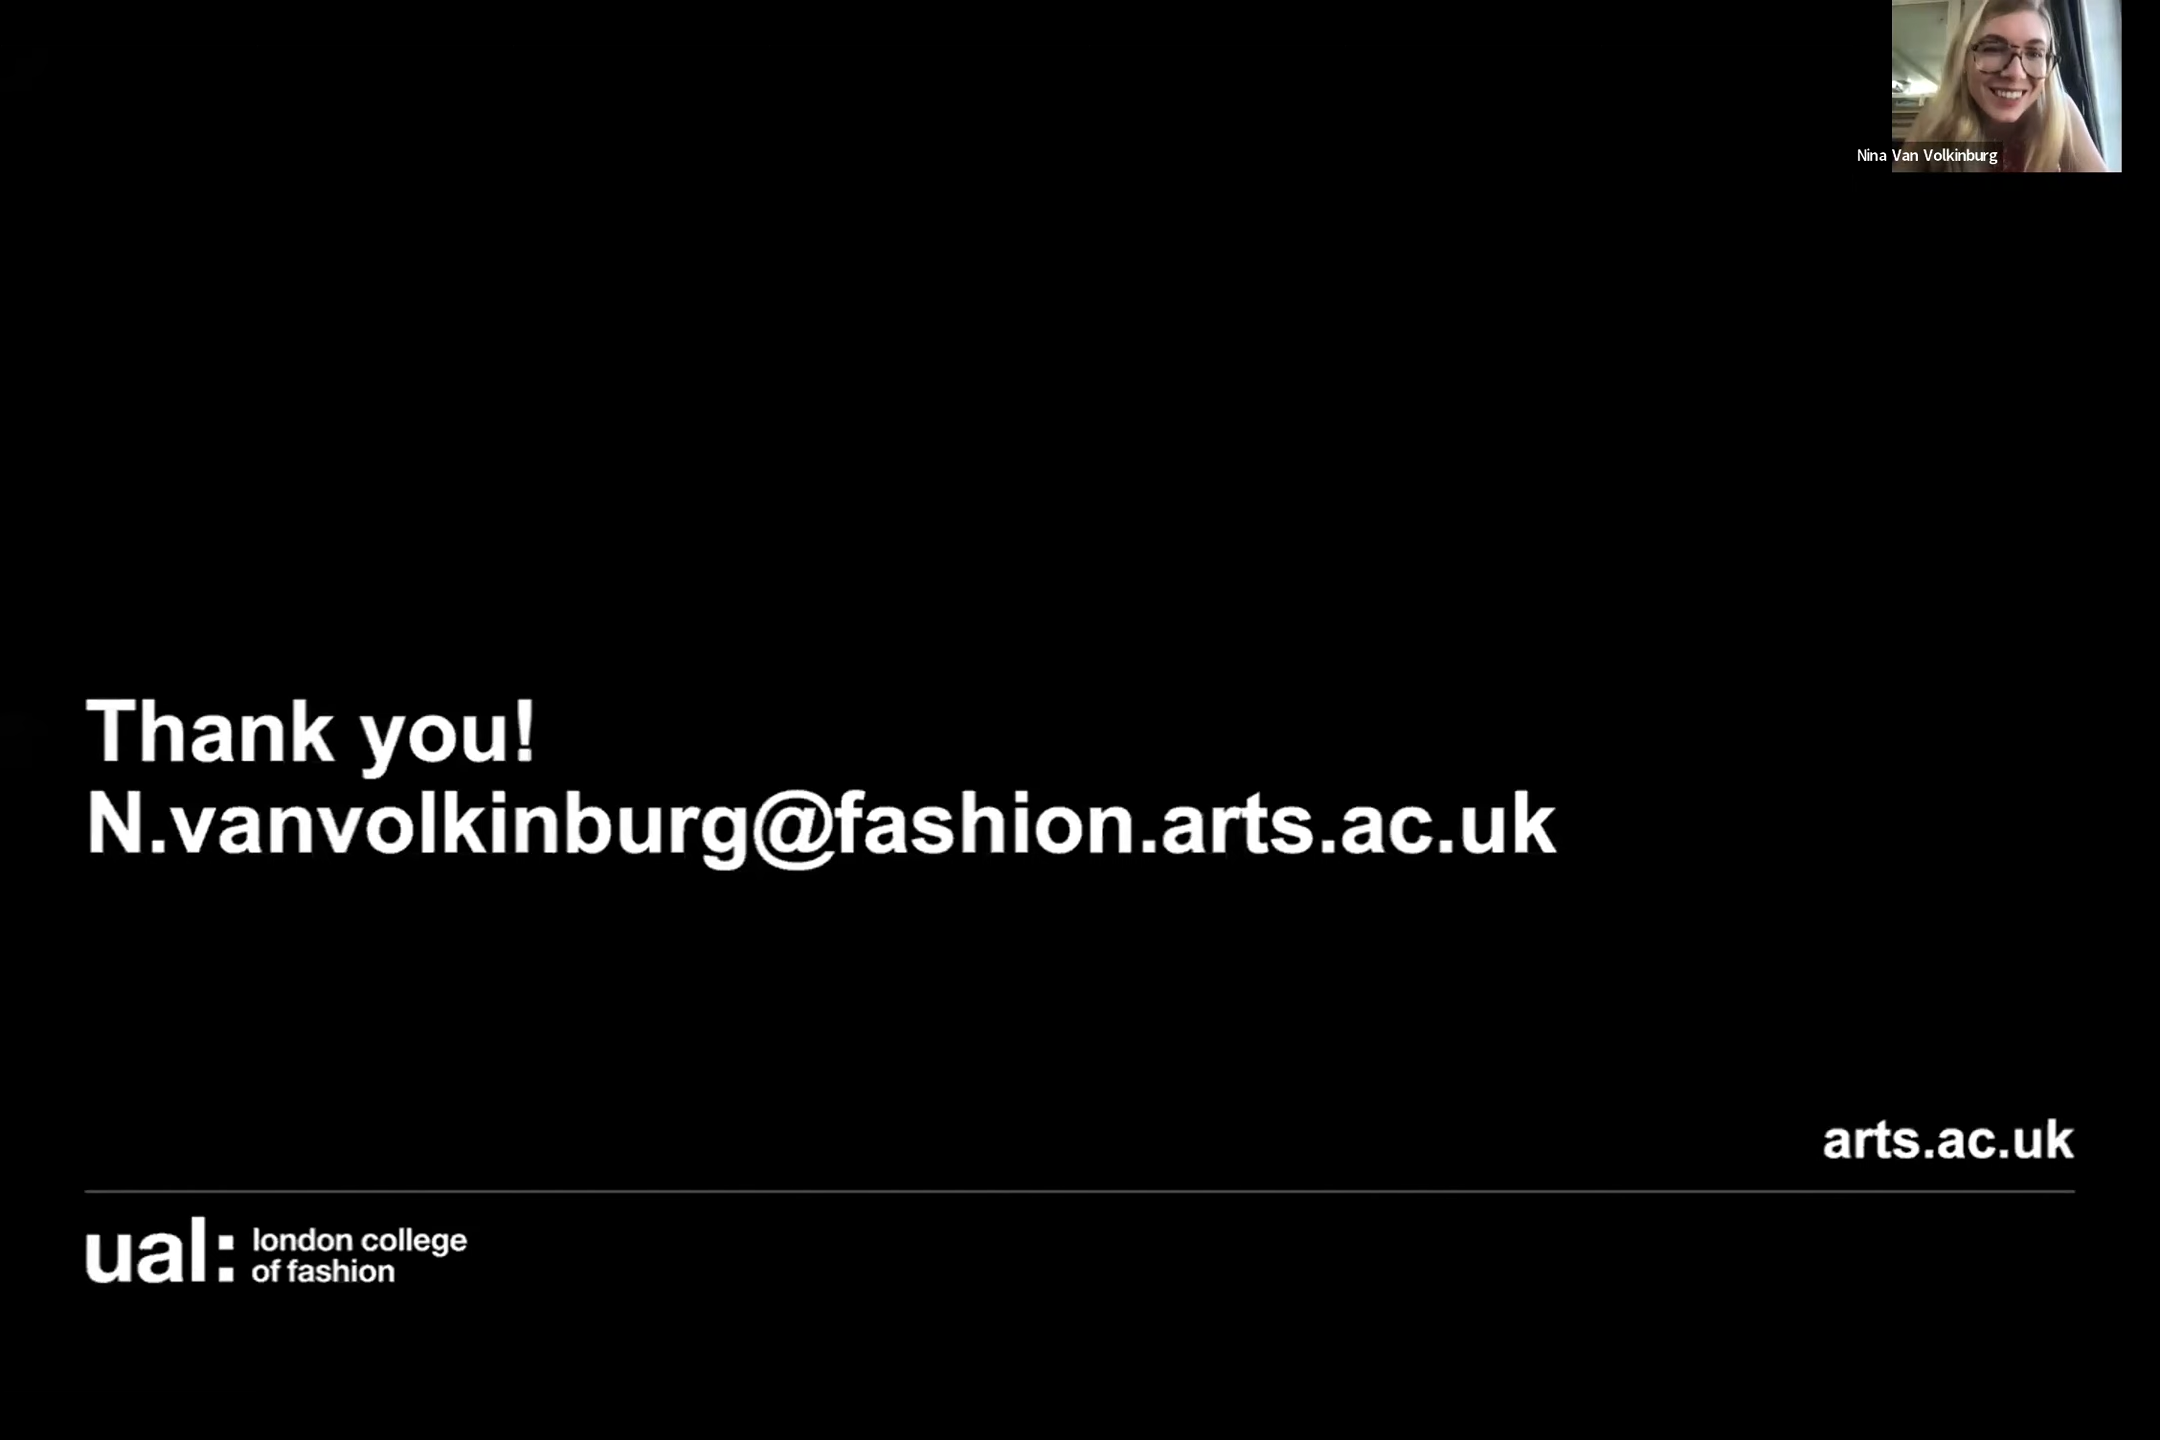 Nina Van Volkinburg
Thank you!
N.vanvolkinburg@fashion.arts.ac.uk
arts.ac.uk
ual: london college
of fashion